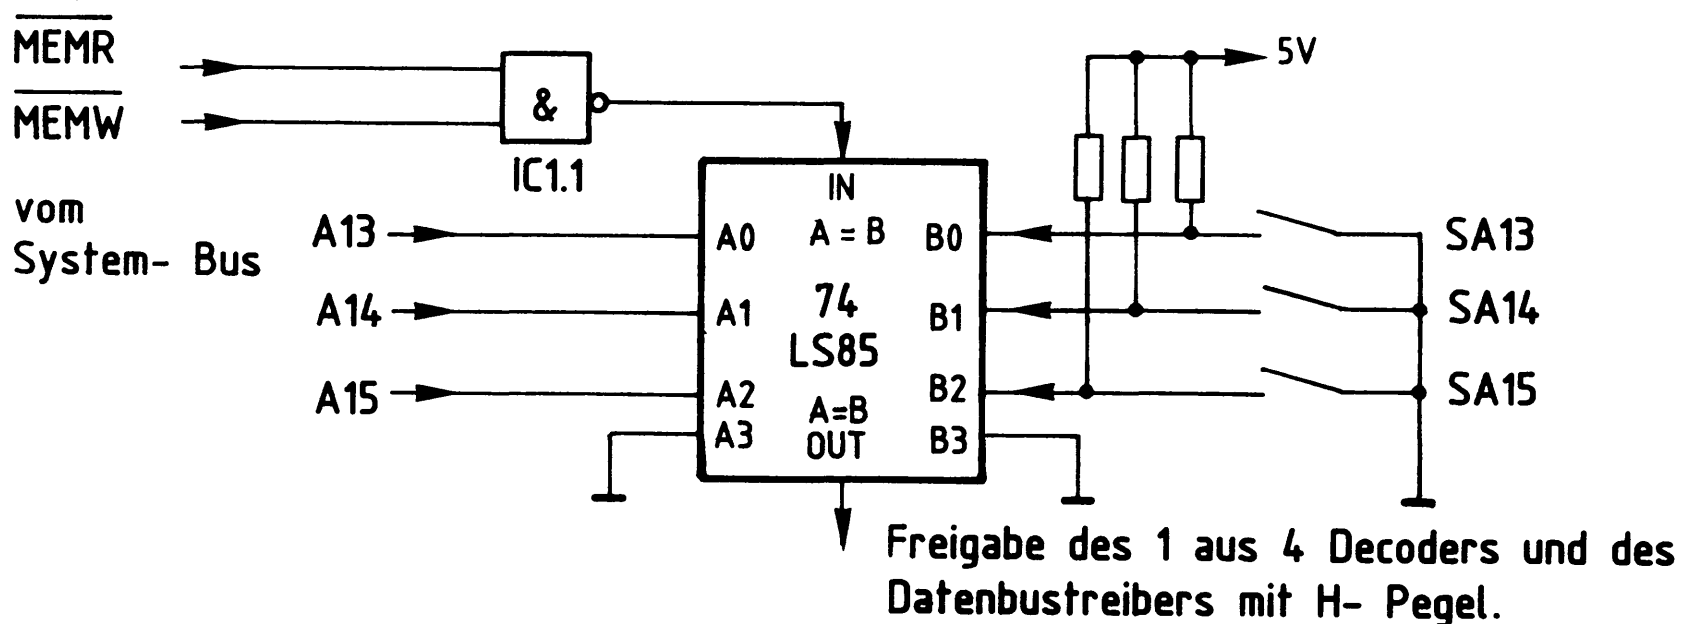 MEMR
MEMW
&
IC1.1
5V
vom
System- Bus
A13
A14
A15
IN
A = B
74
LS85
A=B
OUT
A0
A1
A2
A3
B0
B1
B2
B3
SA13
SA14
SA15
Freigabe des 1 aus 4 Decoders und des
Datenbustreibers mit H- Pegel.